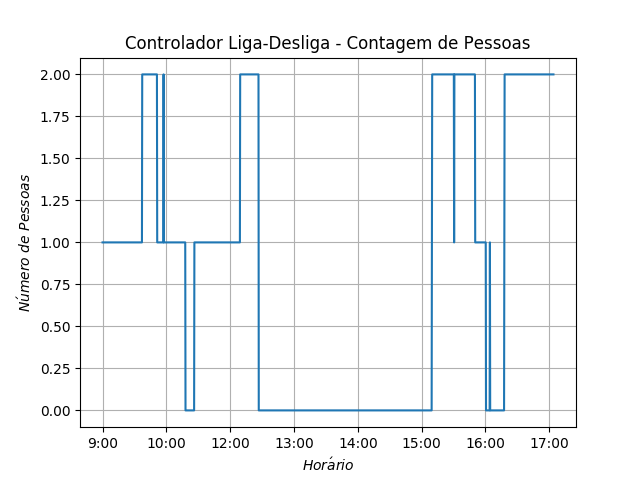 Controlador Liga-Desliga - Contagem de Pessoas
2.00
1.75
1.50
1.25
1.00
0.75
0.50
0.25
0.00
Número de Pessoas
9:00 10:00 12:00 13:00 14:00 15:00 16:00 17:00
Horário